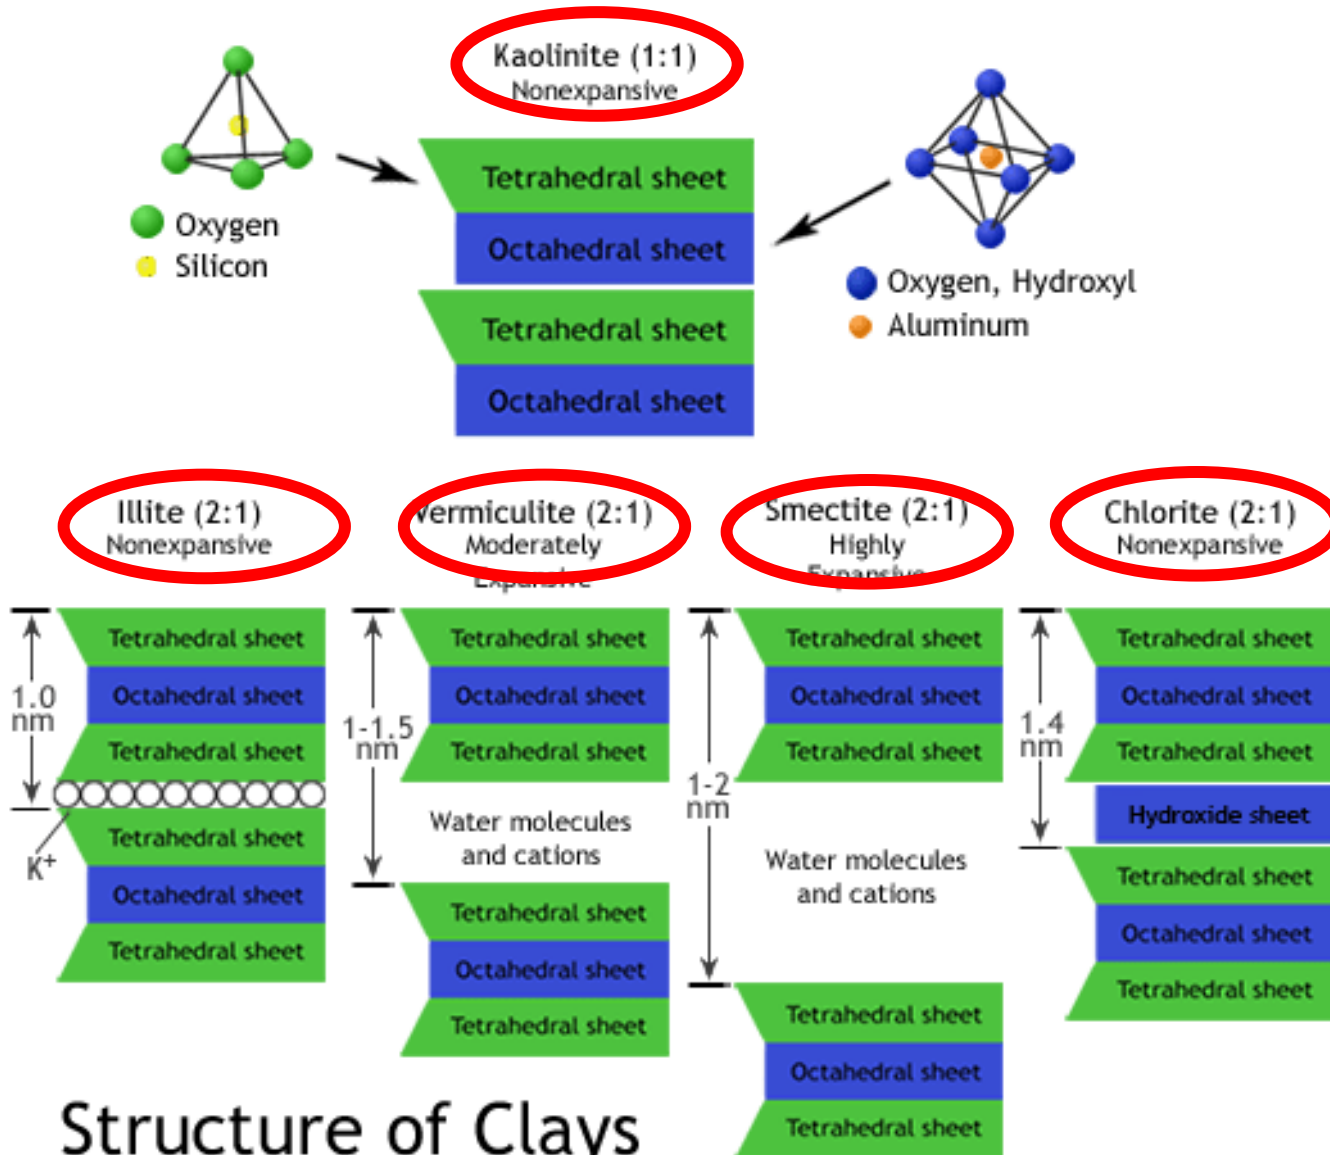 Kaolinite (1:1)
Nonexpansive
Tetrahedral sheet
Octahedral sheet
Tetrahedral sheet
Octahedral sheet
Oxygen
Silicon
Oxygen, Hydroxyl
Aluminum
Illite (2:1)
Nonexpansive
Tetrahedral sheet
Octahedral sheet
Tetrahedral sheet
1.0
nm
K+
Tetrahedral sheet
Octahedral sheet
Tetrahedral sheet
Vermiculite (2:1)
Moderately
Expansive
Tetrahedral sheet
Octahedral sheet
Tetrahedral sheet
1-1.5
nm
Water molecules
and cations
Tetrahedral sheet
Octahedral sheet
Tetrahedral sheet
Smectite (2:1)
Highly
Expansive
Tetrahedral sheet
Octahedral sheet
Tetrahedral sheet
1-2
nm
Water molecules
and cations
Tetrahedral sheet
Octahedral sheet
Tetrahedral sheet
Chlorite (2:1)
Nonexpansive
Tetrahedral sheet
Octahedral sheet
Tetrahedral sheet
1.4
nm
Hydroxide sheet
Tetrahedral sheet
Octahedral sheet
Tetrahedral sheet
Structure of Clays